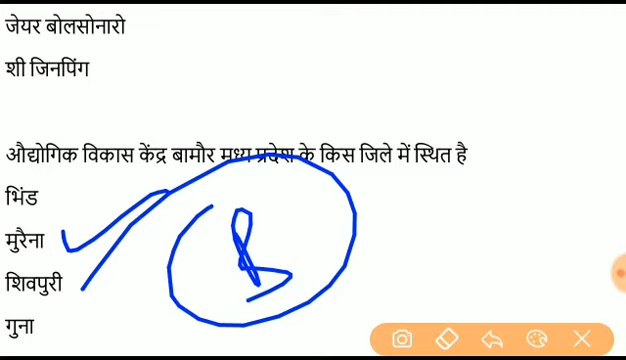 जेयर बोलसोनारो
शी जिनपिंग
औद्योगिक विकास केंद्र बामौर मध्य प्रदेश के किस जिले में स्थित है
भिंड
मुरैना
शिवपुरी
गुना